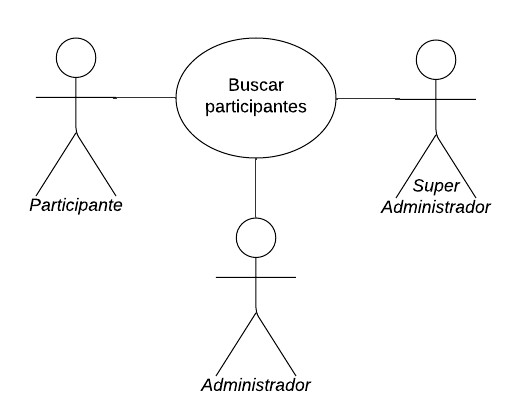 Buscar
participantes
Participante
Super
Administrador
Administrador